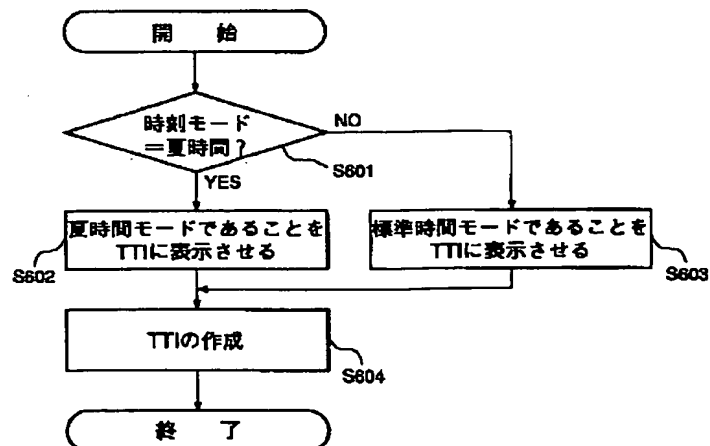 開 始
時刻モード
=夏時間?
NO
S601
YES
夏時間モードであることを
TTIに表示させる
S602
標準時間モードであることを
TTIに表示させる
S603
TTIの作成
S604
終 了